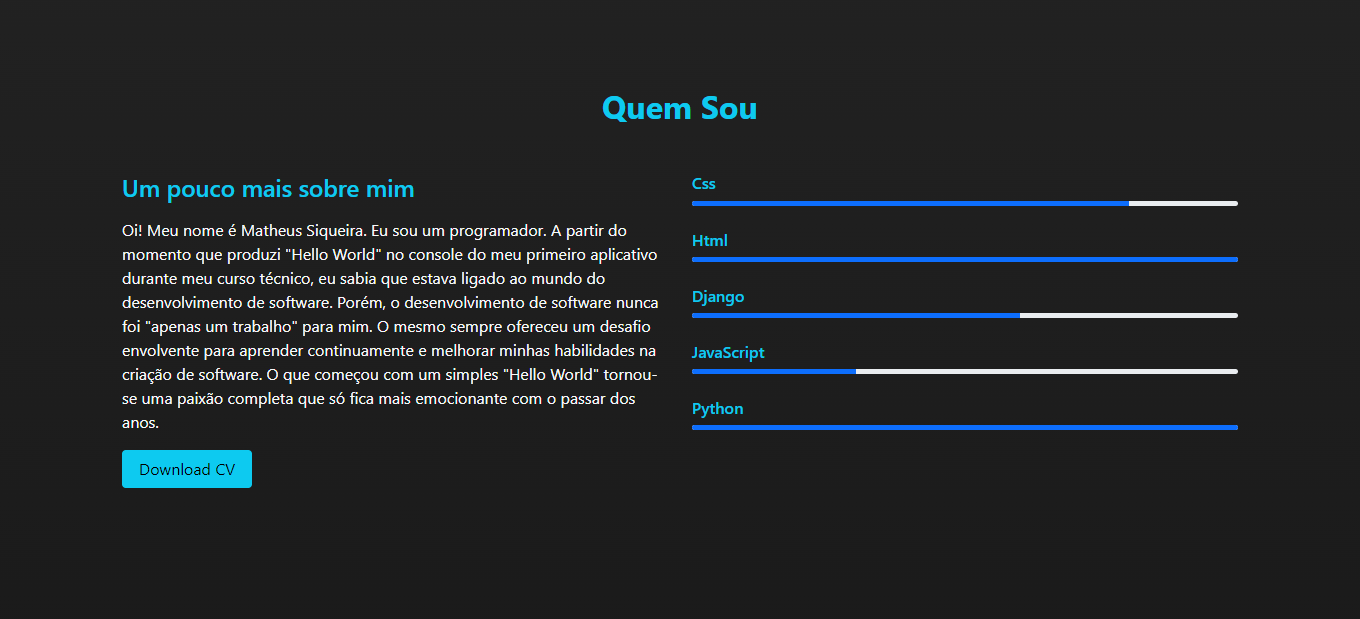 Quem Sou
Um pouco mais sobre mim
Oi! Meu nome é Matheus Siqueira. Eu sou um programador. A partir do
momento que produzi "Hello World" no console do meu primeiro aplicativo
durante meu curso técnico, eu sabia que estava ligado ao mundo do
desenvolvimento de software. Porém, o desenvolvimento de software nunca
foi "apenas um trabalho" para mim. O mesmo sempre ofereceu um desafio
envolvente para aprender continuamente e melhorar minhas habilidades na
criação de software. O que começou com um simples "Hello World" tornou-
se uma paixão completa que só fica mais emocionante com o passar dos
anos.
Download CV
Css
Html
Django
JavaScript
Python